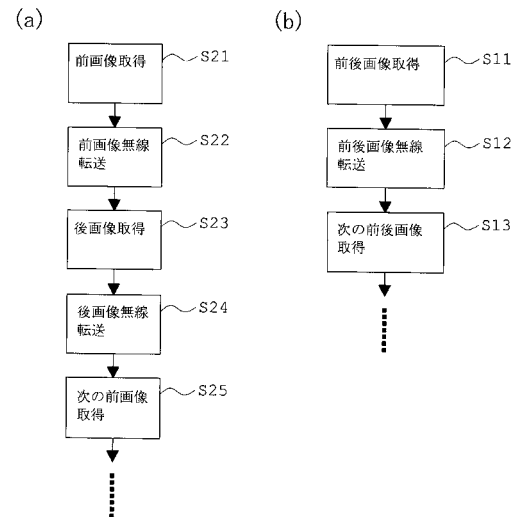 (a)
前画像取得
S21
前画像無線
転送
S22
後画像取得
S23
後画像無線
転送
S24
次の前画像
取得
S25
(b)
前後画像取得
S11
前後画像無線
転送
S12
次の前後画像
取得
S13